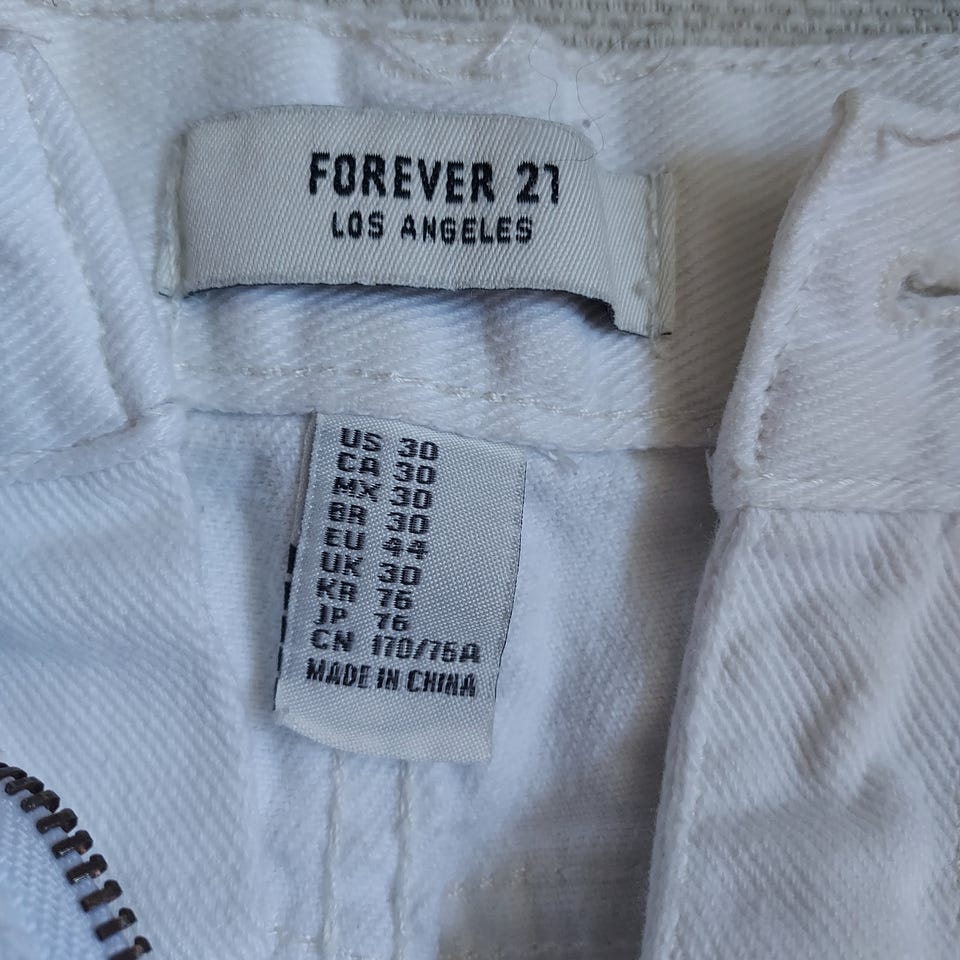 FOREVER 21
LOS ANGELES
US 30
CA 30
MX 30
BR 30
EU 44
UK 30
KR 76
JP 76
CN 170/76A
MADE IN CHINA